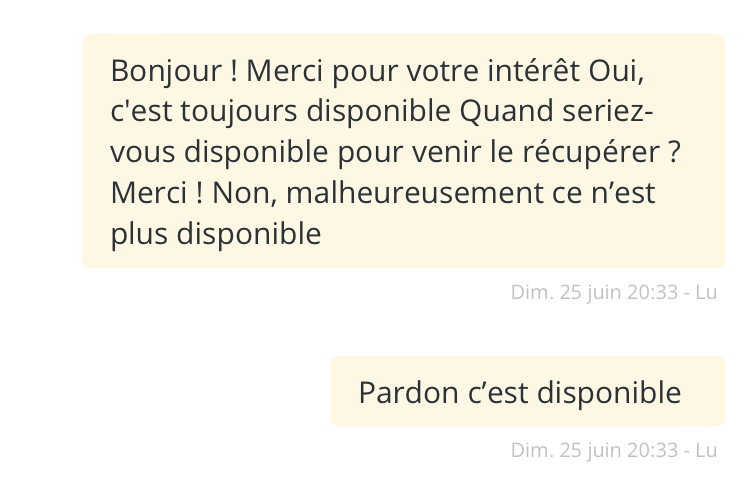 Bonjour ! Merci pour votre intérêt Oui,
c'est toujours disponible Quand seriez-
vous disponible pour venir le récupérer ?
Merci ! Non, malheureusement ce n’est
plus disponible
Dim. 25 juin 20:33 - Lu
Pardon c’est disponible
Dim. 25 juin 20:33 - Lu